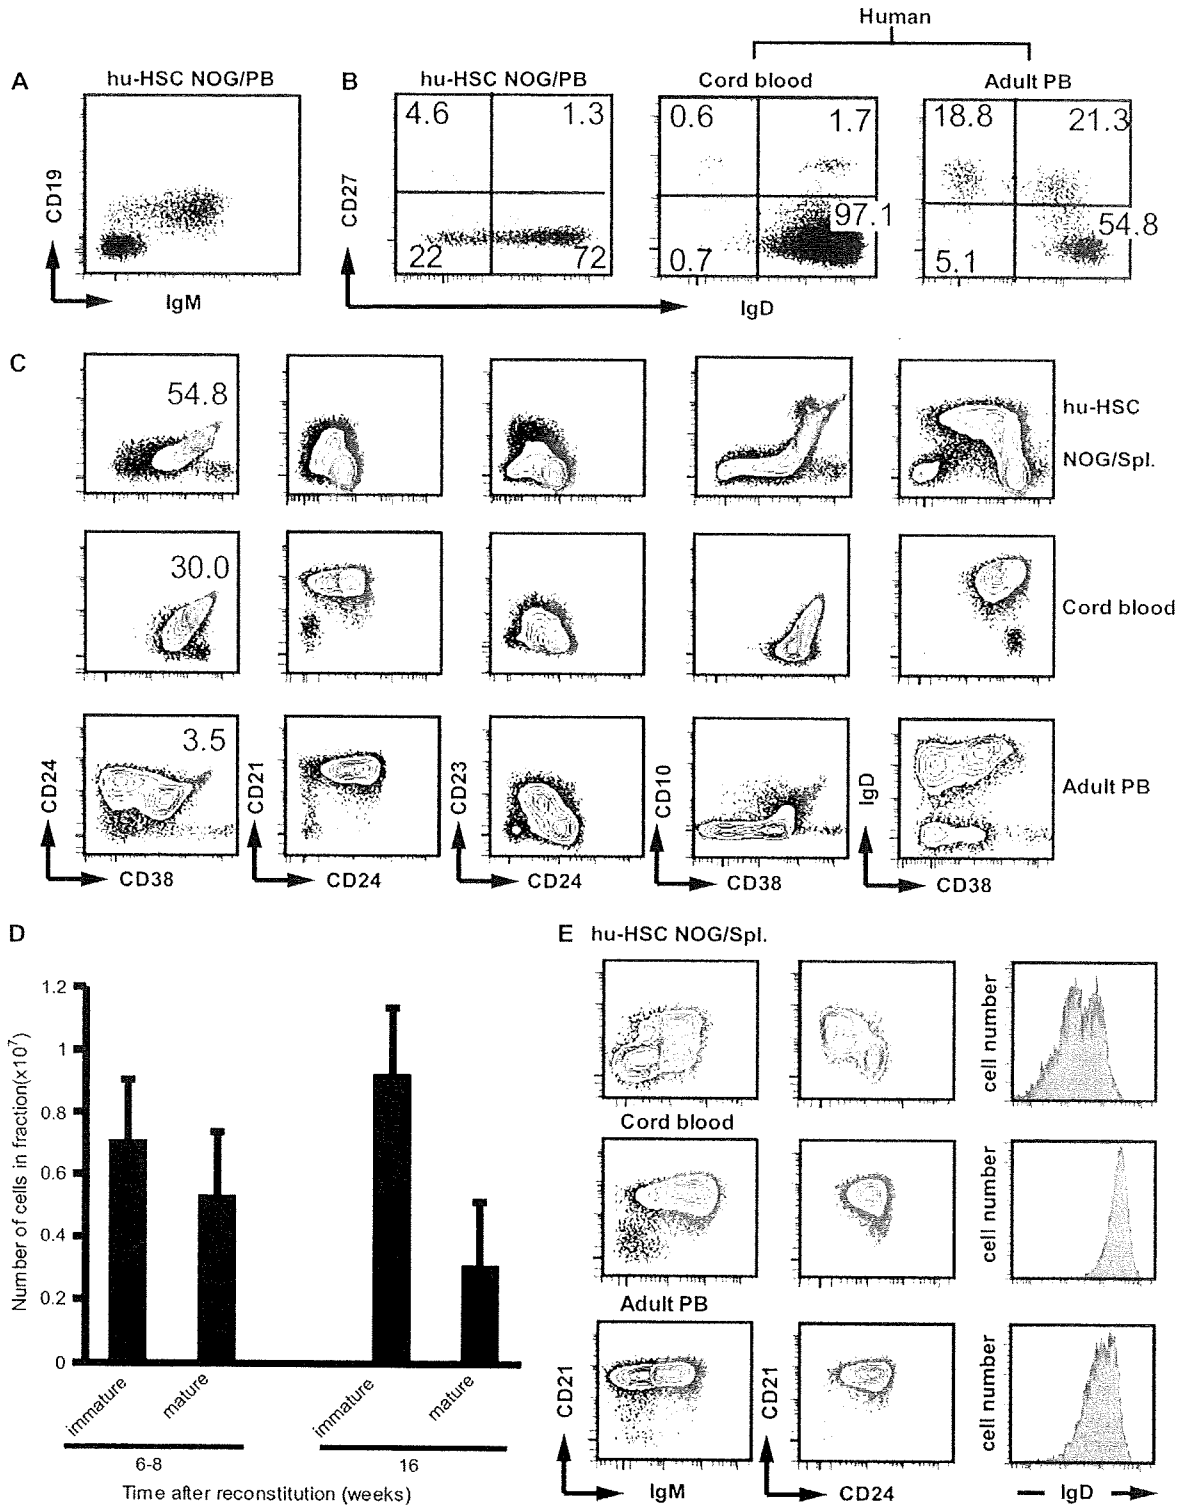 Human
A
hu-HSC NOG/PB
CD19
IgM
B
hu-HSC NOG/PB
Cord blood
Adult PB
CD27
4.6
1.3
22
72
0.6
1.7
97.1
0.7
18.8
21.3
54.8
5.1
IgD
C
54.8
hu-HSC
NOG/Spl.
30.0
Cord blood
3.5
Adult PB
CD24
CD38
CD21
CD24
CD23
CD24
CD10
CD38
IgD
CD38
D
Number of cells in fraction(x10⁷)
1.2
1
0.8
0.6
0.4
0.2
0
immature
mature
immature
mature
6-8
16
Time after reconstitution (weeks)
E
hu-HSC NOG/Spl.
cell number
Cord blood
cell number
Adult PB
cell number
CD21
IgM
CD21
CD24
IgD